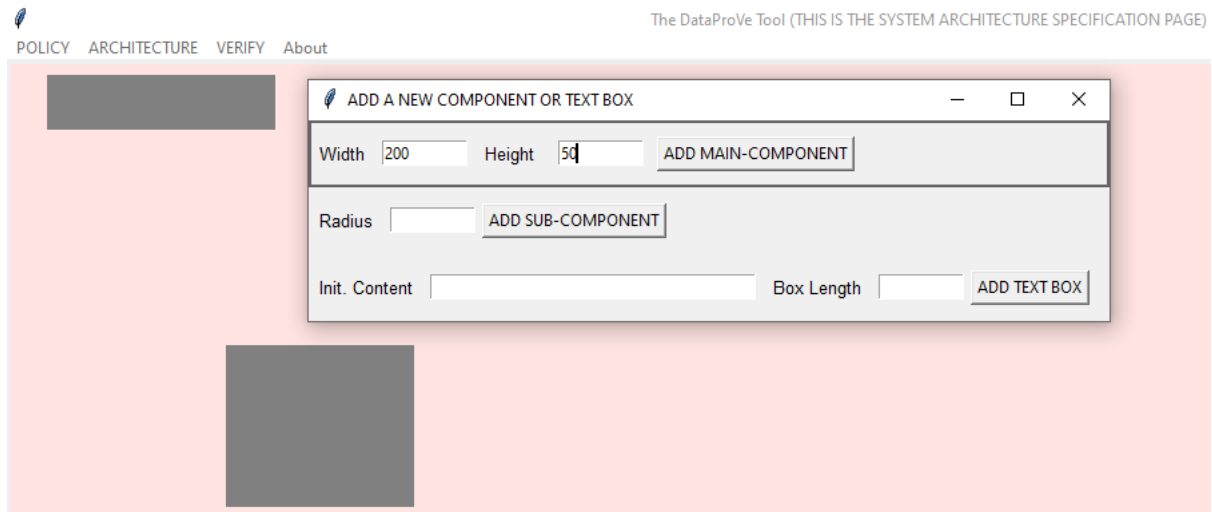 The DataProVe Tool (THIS IS THE SYSTEM ARCHITECTURE SPECIFICATION PAGE)
POLICY ARCHITECTURE VERIFY About
ADD A NEW COMPONENT OR TEXT BOX
Width 200 Height 50 ADD MAIN-COMPONENT
Radius ADD SUB-COMPONENT
Init. Content Box Length ADD TEXT BOX